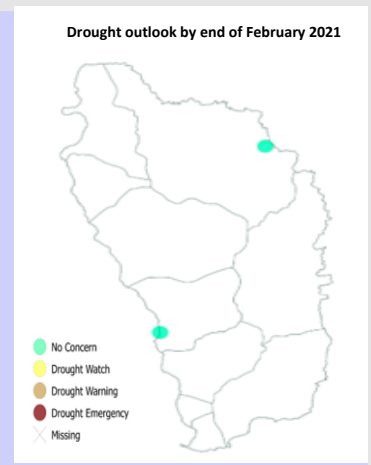 Drought outlook by end of February 2021
No Concern
Drought Watch
Drought Warning
Drought Emergency
Missing